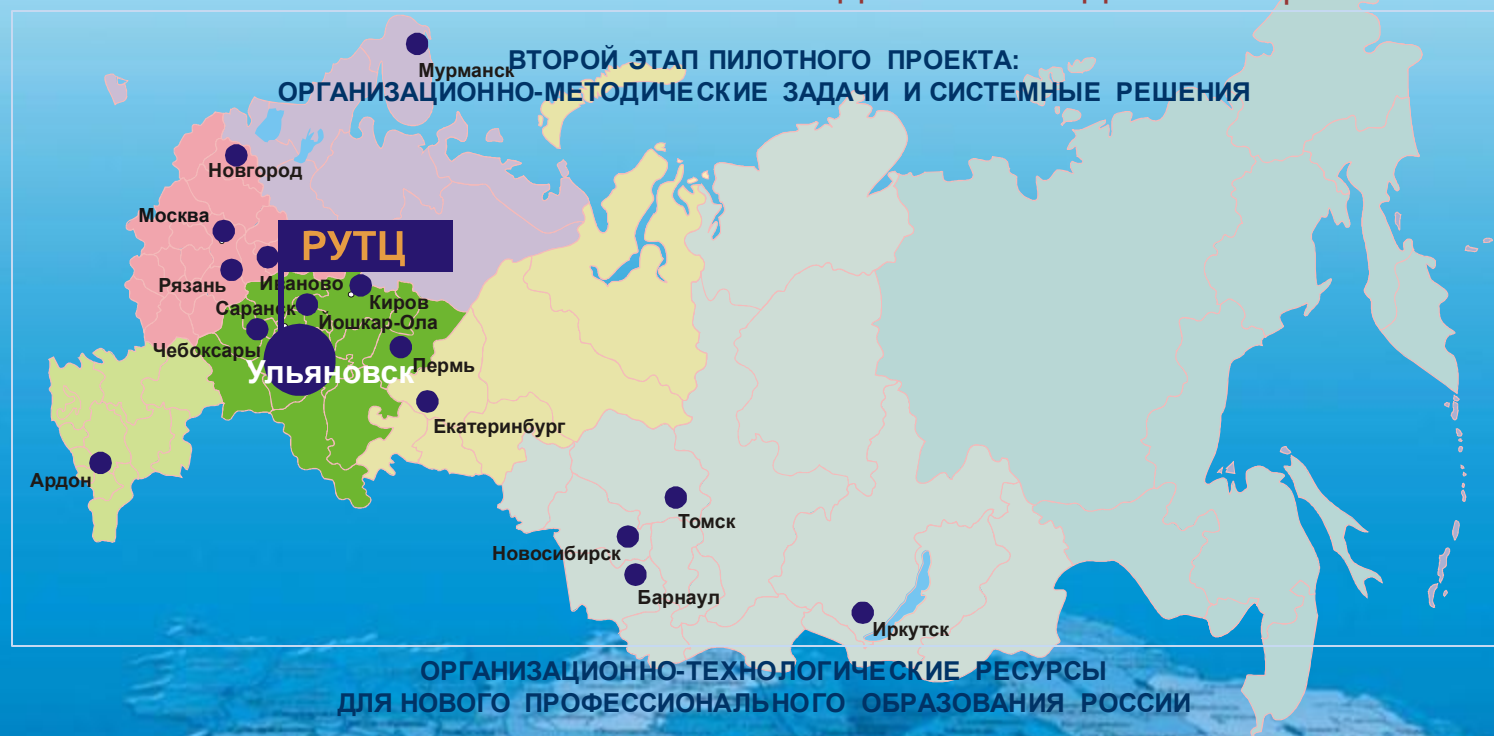 ВТОРОЙ ЭТАП ПИЛОТНОГО ПРОЕКТА:
ОРГАНИЗАЦИОННО-МЕТОДИЧЕСКИЕ ЗАДАЧИ И СИСТЕМНЫЕ РЕШЕНИЯ
Мурманск
Новгород
Москва
РУТЦ
Рязань
Иваново
Киров
Саранск
Йошкар-Ола
Чебоксары
Пермь
Ульяновск
Екатеринбург
Ардон
Томск
Новосибирск
Барнаул
Иркутск
ОРГАНИЗАЦИОННО-ТЕХНОЛОГИЧЕСКИЕ РЕСУРСЫ
ДЛЯ НОВОГО ПРОФЕССИОНАЛЬНОГО ОБРАЗОВАНИЯ РОССИИ